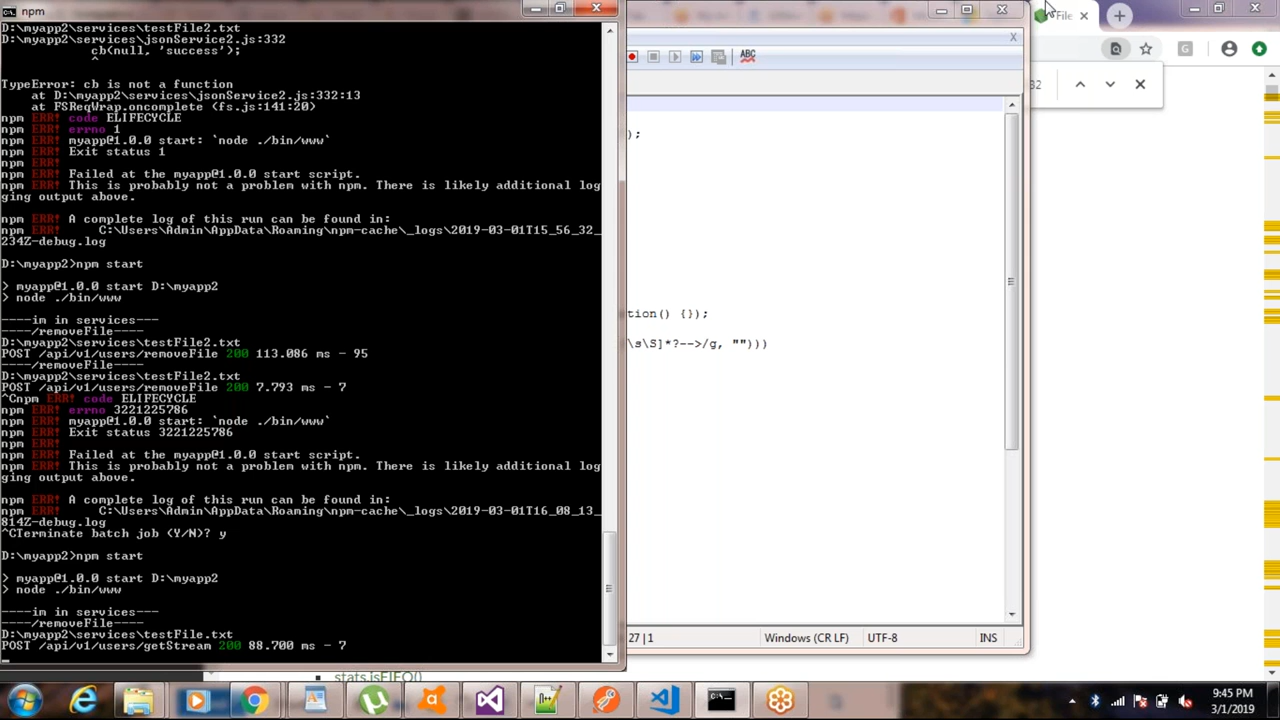 npm
D:\myapp2\services\testFile2.txt
D:\myapp2\services\jsonService2.js:332
cb(null, 'success');
^
TypeError: cb is not a function
at D:\myapp2\services\jsonService2.js:332:13
at FSReqWrap.oncomplete (fs.js:141:20)
npm ERR! code ELIFECYCLE
npm ERR! errno 1
npm ERR! myapp@1.0.0 start: `node ./bin/www`
npm ERR! Exit status 1
npm ERR!
npm ERR! Failed at the myapp@1.0.0 start script.
npm ERR! This is probably not a problem with npm. There is likely additional log
ging output above.
npm ERR! A complete log of this run can be found in:
npm ERR!     C:\Users\Admin\AppData\Roaming\npm-cache\_logs\2019-03-01T15_56_32_
234Z-debug.log
D:\myapp2>npm start
> myapp@1.0.0 start D:\myapp2
> node ./bin/www
----im in services---
----/removeFile----
D:\myapp2\services\testFile2.txt
POST /api/v1/users/removeFile 200 113.086 ms - 95
----/removeFile----
D:\myapp2\services\testFile2.txt
POST /api/v1/users/removeFile 200 7.793 ms - 7
^Cnpm ERR! code ELIFECYCLE
npm ERR! errno 3221225786
npm ERR! myapp@1.0.0 start: `node ./bin/www`
npm ERR! Exit status 3221225786
npm ERR!
npm ERR! Failed at the myapp@1.0.0 start script.
npm ERR! This is probably not a problem with npm. There is likely additional log
ging output above.
npm ERR! A complete log of this run can be found in:
npm ERR!     C:\Users\Admin\AppData\Roaming\npm-cache\_logs\2019-03-01T16_08_13_
814Z-debug.log
^CTerminate batch job (Y/N)? y
D:\myapp2>npm start
> myapp@1.0.0 start D:\myapp2
> node ./bin/www
----im in services---
----/removeFile----
D:\myapp2\services\testFile.txt
POST /api/v1/users/getStream 200 88.700 ms - 7
ABC
);
tion() {});
\s\S]*?-->/g, "")))
27 | 1
Windows (CR LF)
UTF-8
INS
File
G
32
stats.isFIFO()
N++
9:45 PM
3/1/2019